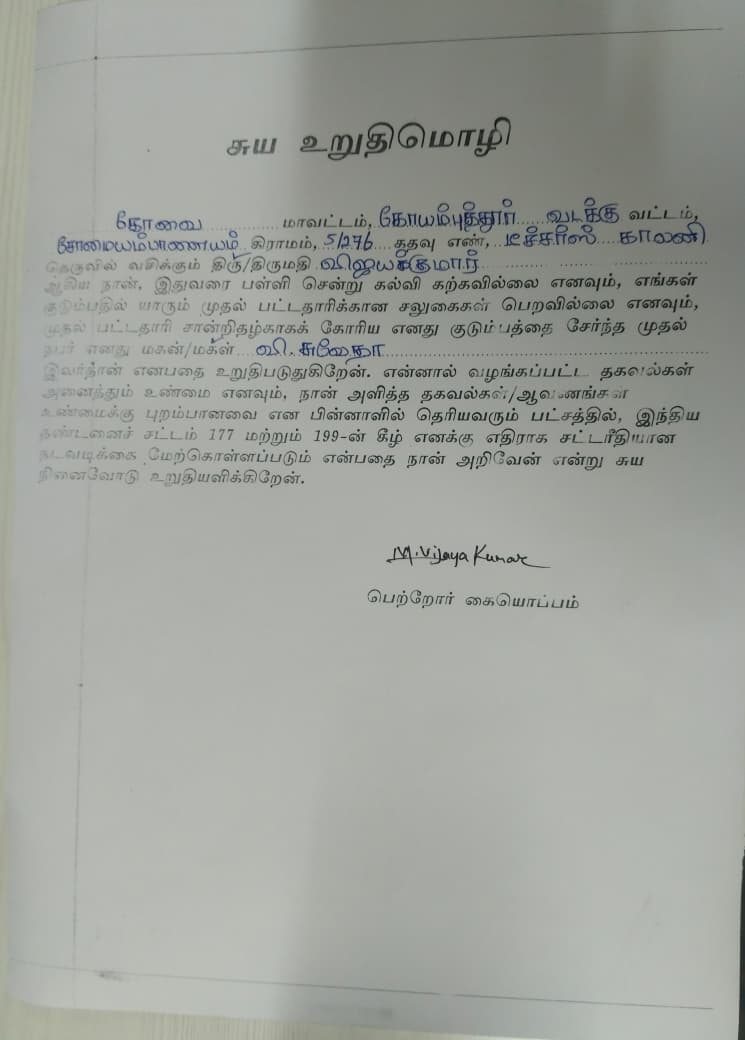 சுய உறுதிமொழி
கோவை மாவட்டம், கோயம்புத்தூர் வடக்கு வட்டம்,
சோமையம்பாளையம் கிராமம், 5/276 கதவு எண், டீச்சர்ஸ் காலனி
தெருவில் வசிக்கும் திரு/திருமதி விஜயக்குமார்
ஆகிய நான், இதுவரை பள்ளி சென்று கல்வி கற்கவில்லை எனவும், எங்கள்
குடும்பதில் யாரும் முதல் பட்டதாரிக்கான சலுகைகள் பெறவில்லை எனவும்,
முதல் பட்டதாரி சான்றிதழ்காகக் கோரிய எனது குடும்பத்தை சேர்ந்த முதல்
நபர் எனது மகன்/மகள் வி.சுவேதா
இவர்தான் என்பதை உறுதிபடுதுகிறேன். என்னால் வழங்கப்பட்ட தகவல்கள்
அனைத்தும் உண்மை எனவும், நான் அளித்த தகவல்கள்/ஆவணங்கள்
உண்மைக்கு புறம்பானவை என பின்னாளில் தெரியவரும் பட்சத்தில், இந்திய
தண்டனைச் சட்டம் 177 மற்றும் 199-ன் கீழ் எனக்கு எதிராக சட்டரீதியான
நடவடிக்கை மேற்கொள்ளப்படும் என்பதை நான் அறிவேன் என்று சுய
நினைவோடு உறுதியளிக்கிறேன்.
M.Vijaya Kumar
பெற்றோர் கையொப்பம்